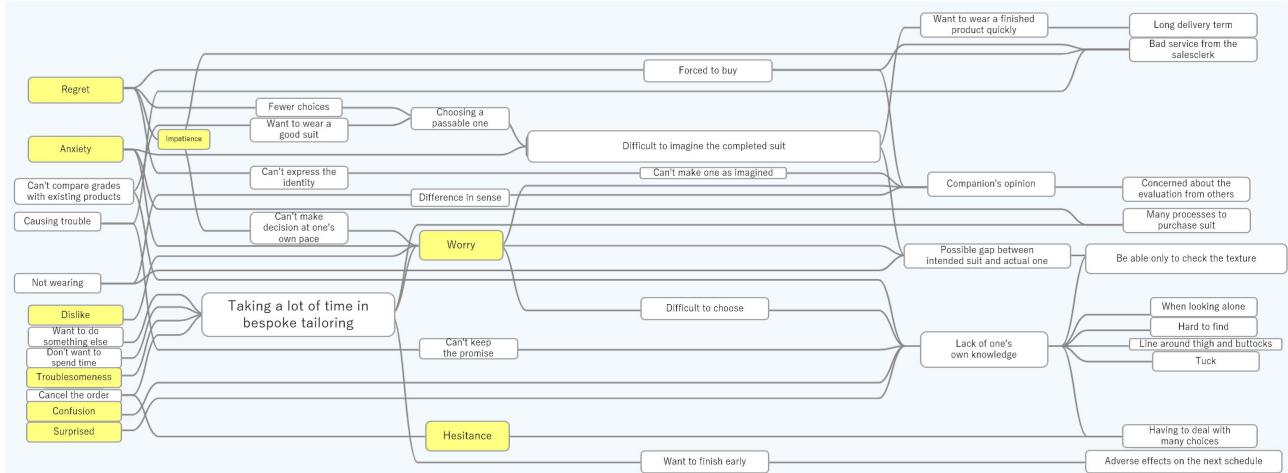 Want to wear a finished
product quickly
Long delivery term
Bad service from the
salesclerk
Forced to buy
Regret
Fewer choices
Choosing a
passable one
Want to wear a
good suit
Impatience
Anxiety
Difficult to imagine the completed suit
Can't express the
identity
Can't make one as imagined
Companion's opinion
Concerned about the
evaluation from others
Can't compare grades
with existing products
Difference in sense
Causing trouble
Can't make
decision at one's
own pace
Many processes to
purchase suit
Worry
Possible gap between
intended suit and actual one
Be able only to check the texture
Not wearing
Taking a lot of time in
bespoke tailoring
Difficult to choose
When looking alone
Dislike
Hard to find
Want to do
something else
Can't keep
the promise
Lack of one's
own knowledge
Line around thigh and buttocks
Don't want to
spend time
Tuck
Troublesomeness
Cancel the order
Confusion
Surprised
Hesitance
Having to deal with
many choices
Want to finish early
Adverse effects on the next schedule